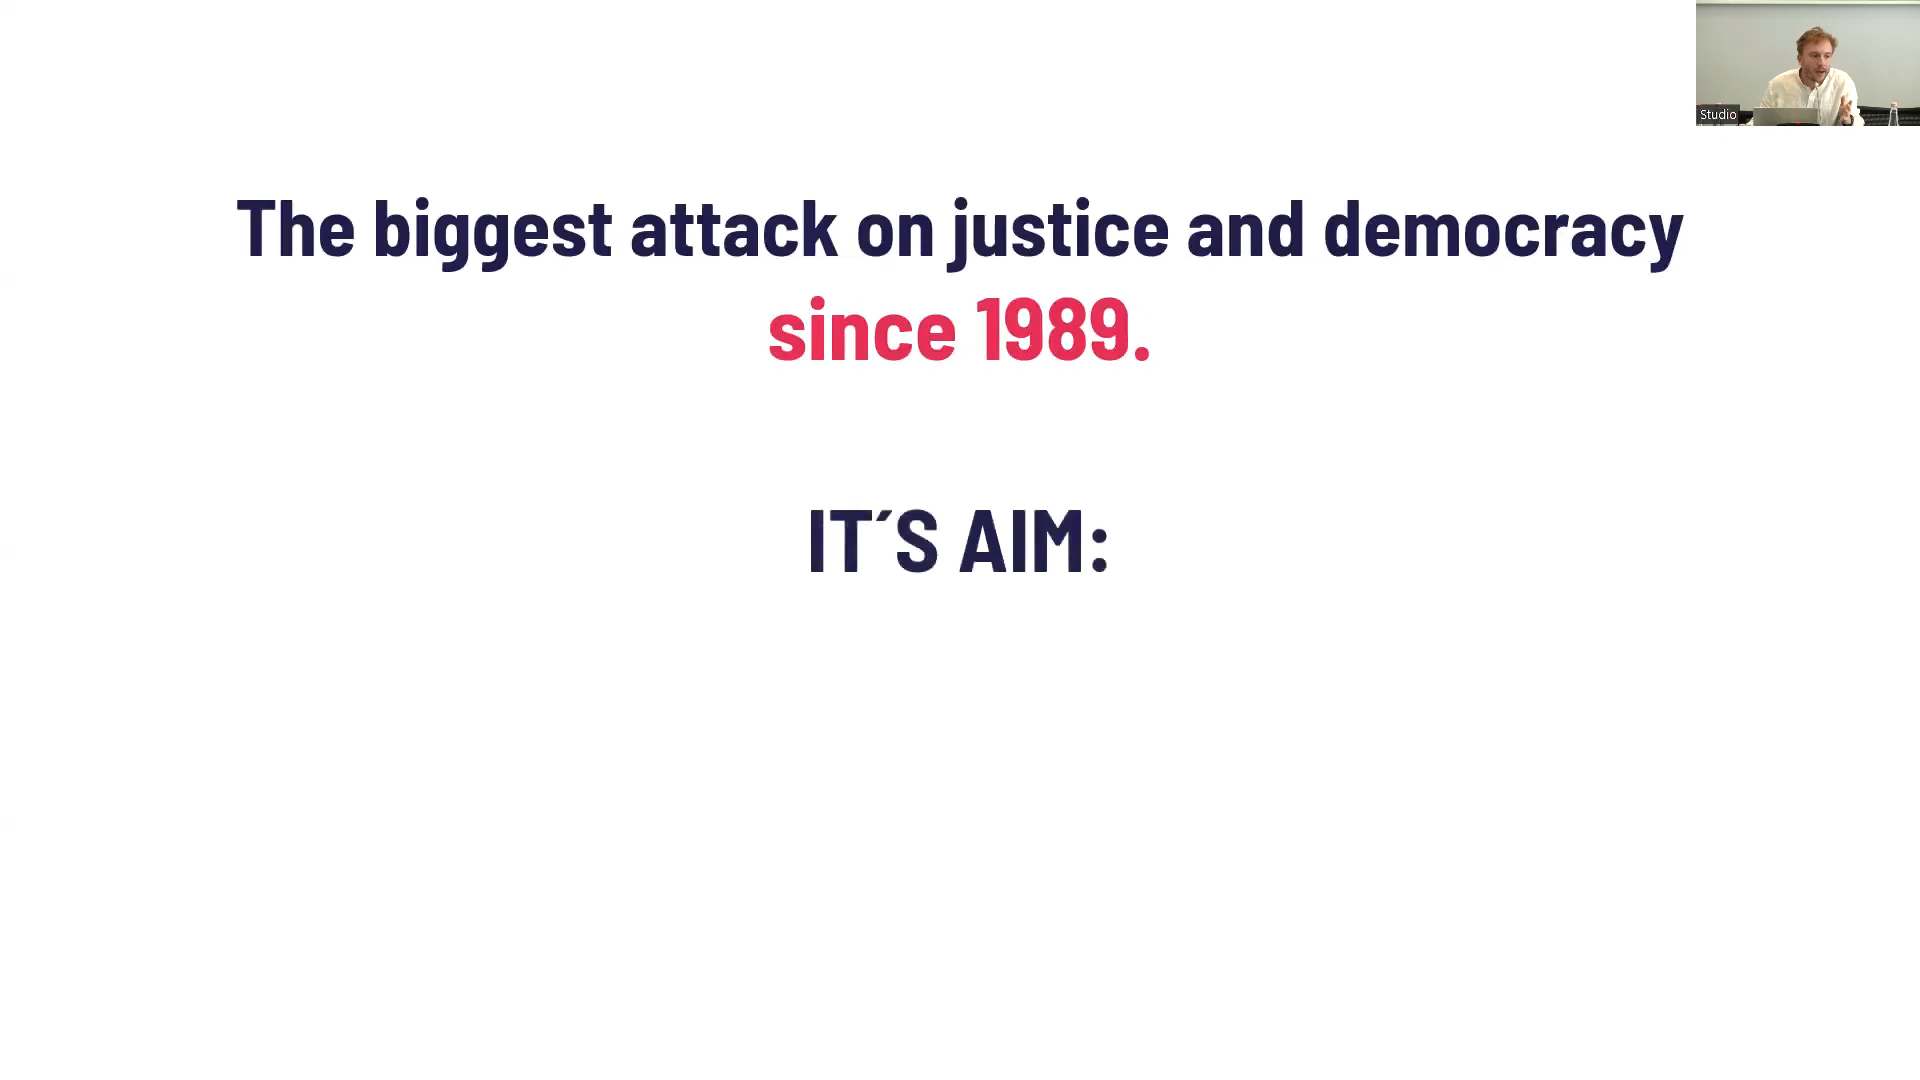 Studio
The biggest attack on justice and democracy
since 1989.
IT´S AIM: